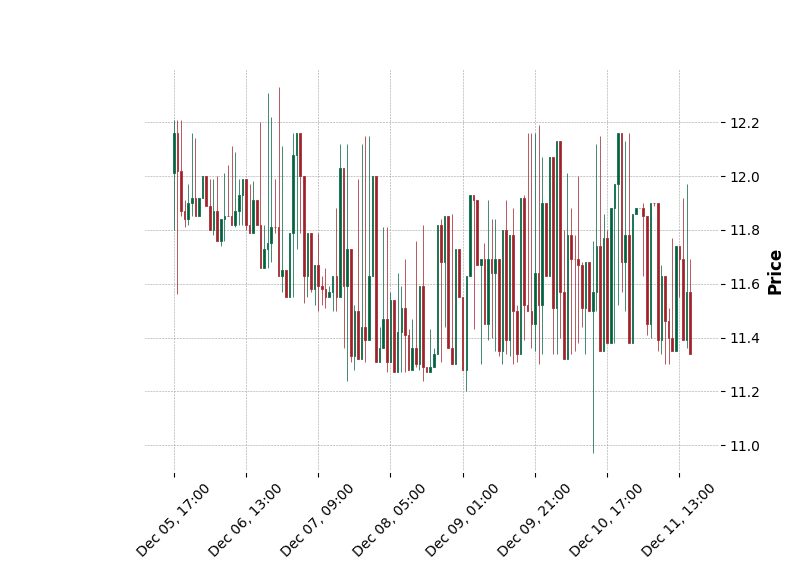 12.2
12.0
11.8
11.6
11.4
11.2
11.0
Price
Dec 05, 17:00
Dec 06, 13:00
Dec 07, 09:00
Dec 08, 05:00
Dec 09, 01:00
Dec 09, 21:00
Dec 10, 17:00
Dec 11, 13:00